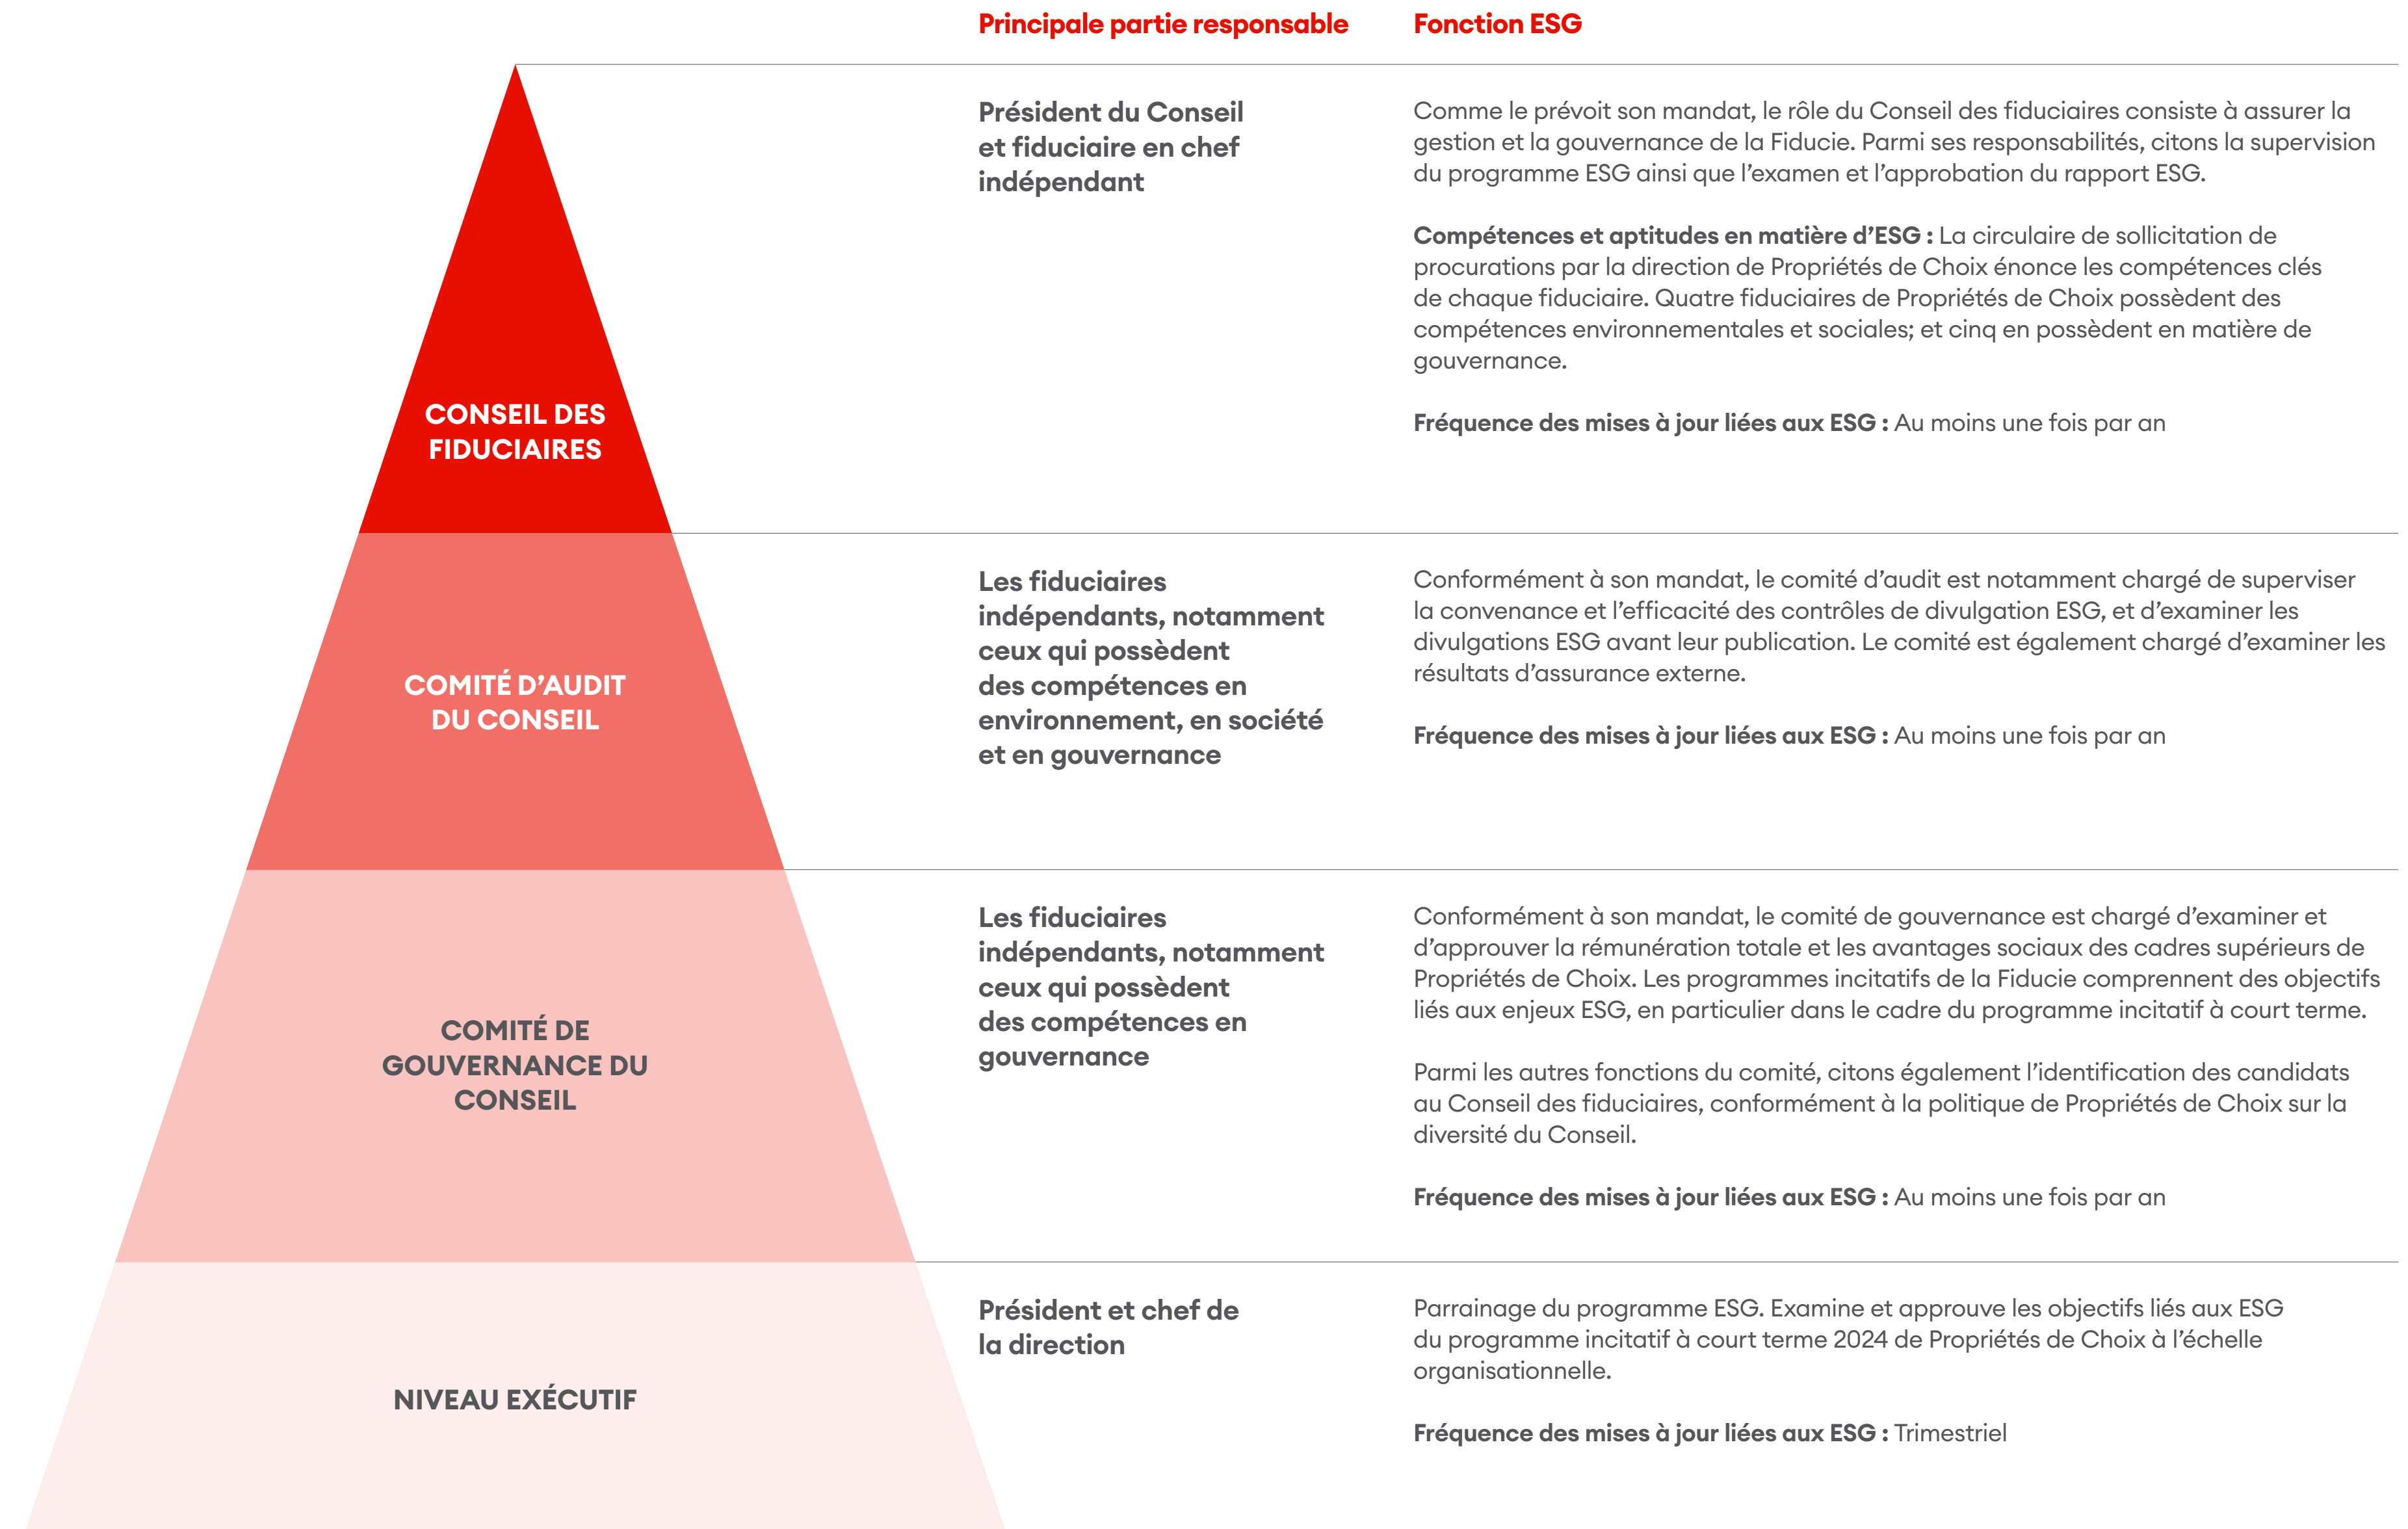 Principale partie responsable
Fonction ESG
CONSEIL DES
FIDUCIAIRES
Président du Conseil
et fiduciaire en chef
indépendant
Comme le prévoit son mandat, le rôle du Conseil des fiduciaires consiste à assurer la
gestion et la gouvernance de la Fiducie. Parmi ses responsabilités, citons la supervision
du programme ESG ainsi que l’examen et l’approbation du rapport ESG.
Compétences et aptitudes en matière d’ESG : La circulaire de sollicitation de
procurations par la direction de Propriétés de Choix énonce les compétences clés
de chaque fiduciaire. Quatre fiduciaires de Propriétés de Choix possèdent des
compétences environnementales et sociales; et cinq en possèdent en matière de
gouvernance.
Fréquence des mises à jour liées aux ESG : Au moins une fois par an
COMITÉ D’AUDIT
DU CONSEIL
Les fiduciaires
indépendants, notamment
ceux qui possèdent
des compétences en
environnement, en société
et en gouvernance
Conformément à son mandat, le comité d’audit est notamment chargé de superviser
la convenance et l’efficacité des contrôles de divulgation ESG, et d’examiner les
divulgations ESG avant leur publication. Le comité est également chargé d’examiner les
résultats d’assurance externe.
Fréquence des mises à jour liées aux ESG : Au moins une fois par an
COMITÉ DE
GOUVERNANCE DU
CONSEIL
Les fiduciaires
indépendants, notamment
ceux qui possèdent
des compétences en
gouvernance
Conformément à son mandat, le comité de gouvernance est chargé d’examiner et
d’approuver la rémunération totale et les avantages sociaux des cadres supérieurs de
Propriétés de Choix. Les programmes incitatifs de la Fiducie comprennent des objectifs
liés aux enjeux ESG, en particulier dans le cadre du programme incitatif à court terme.
Parmi les autres fonctions du comité, citons également l’identification des candidats
au Conseil des fiduciaires, conformément à la politique de Propriétés de Choix sur la
diversité du Conseil.
Fréquence des mises à jour liées aux ESG : Au moins une fois par an
NIVEAU EXÉCUTIF
Président et chef de
la direction
Parrainage du programme ESG. Examine et approuve les objectifs liés aux ESG
du programme incitatif à court terme 2024 de Propriétés de Choix à l’échelle
organisationnelle.
Fréquence des mises à jour liées aux ESG : Trimestriel